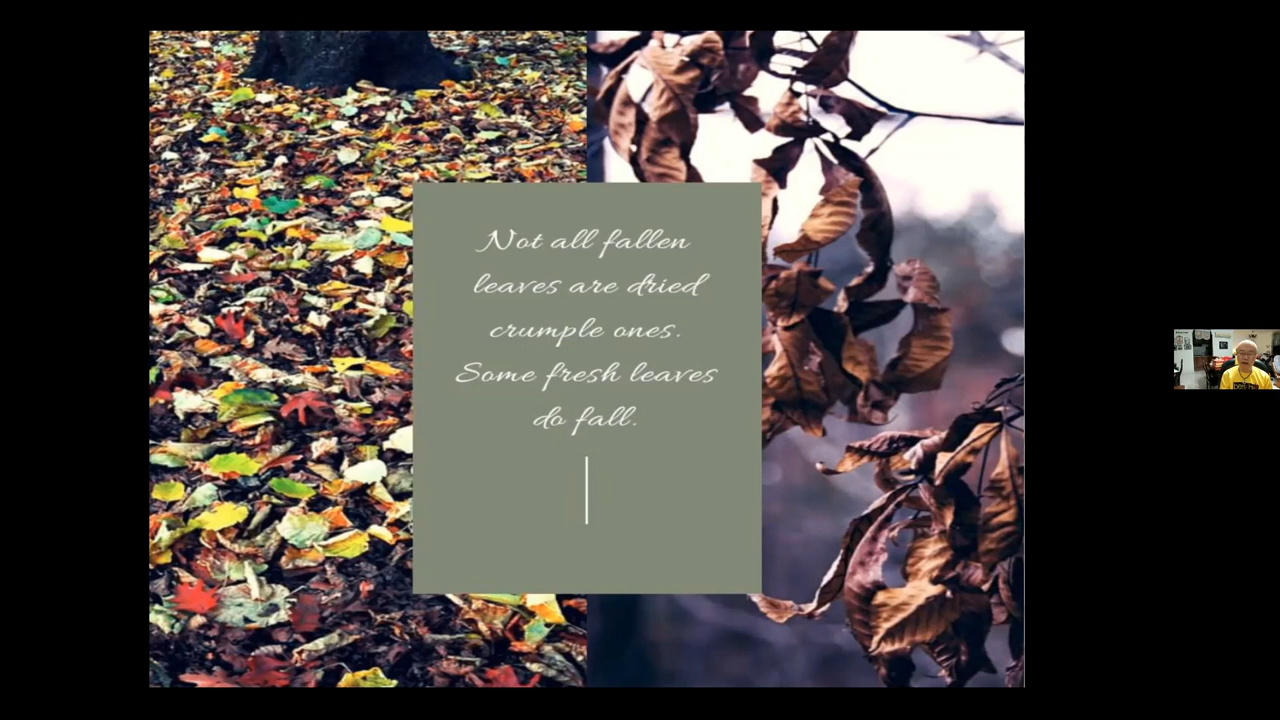 Not all fallen
leaves are dried
crumple ones.
Some fresh leaves
do fall.